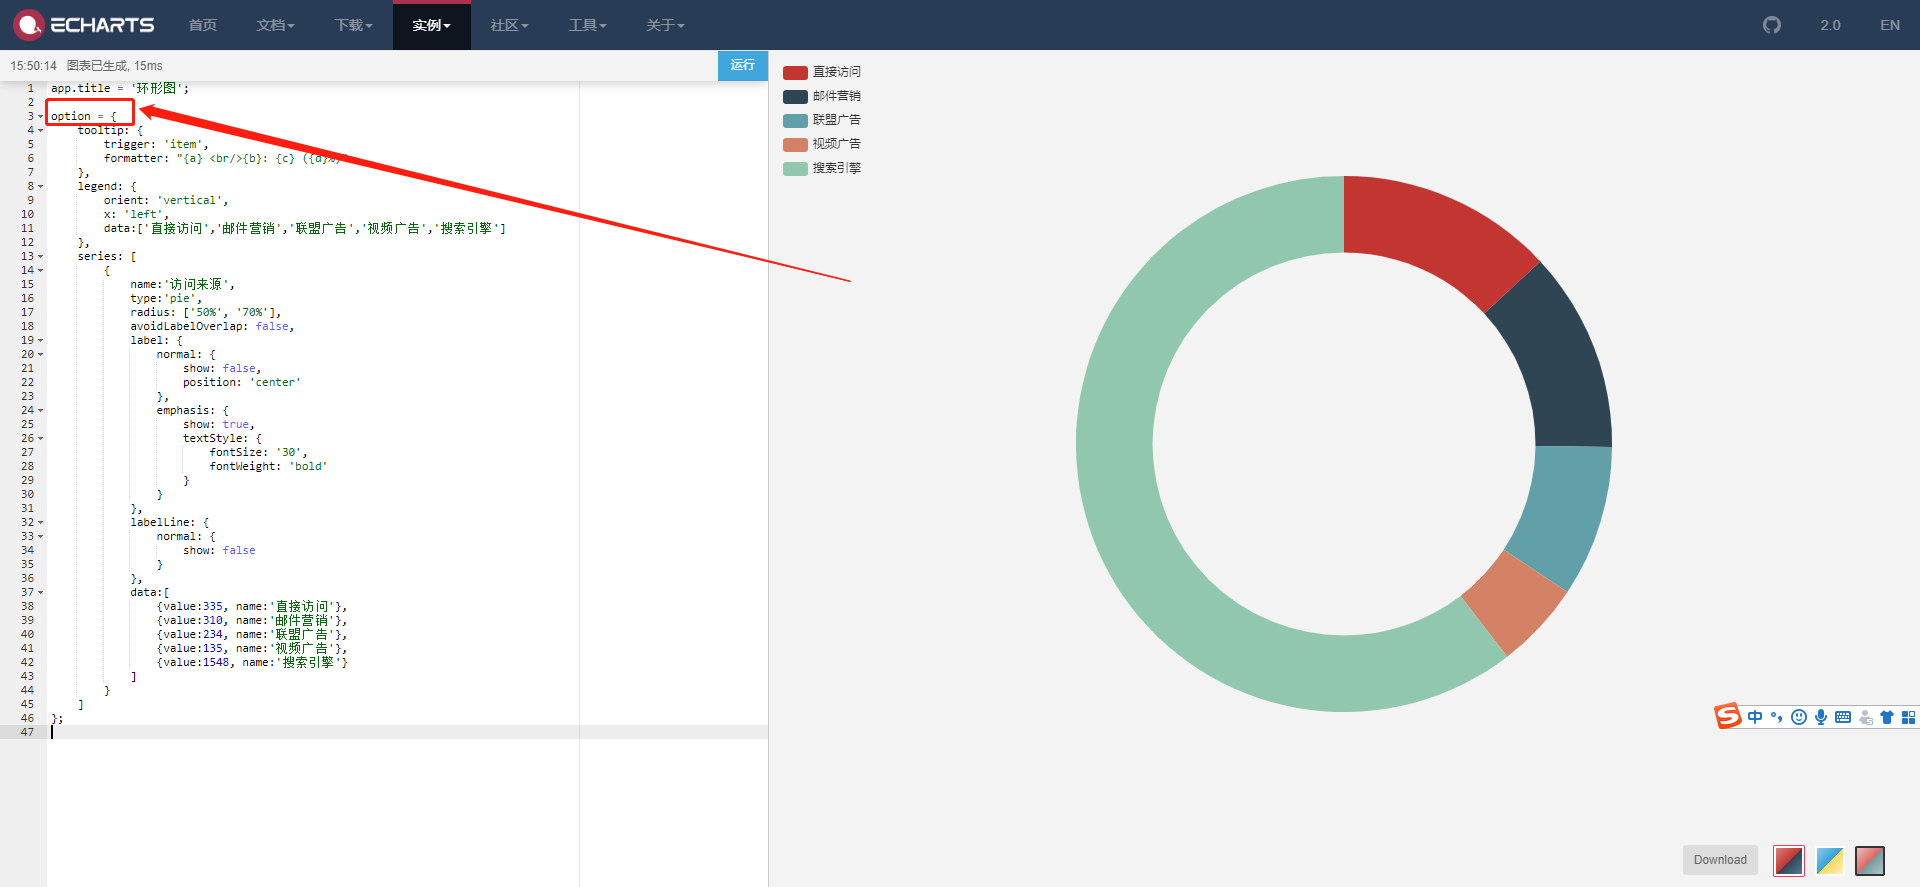 ECHARTS 首页 文档 下载 实例 社区 工具 关于 2.0 EN
15:50:14 图表已生成, 15ms 运行
1 app.title = '环形图';
2
3 option = {
4 tooltip: {
5 trigger: 'item',
6 formatter: "{a} <br/>{b}: {c} ({d}%)"
7 },
8 legend: {
9 orient: 'vertical',
10 x: 'left',
11 data:['直接访问','邮件营销','联盟广告','视频广告','搜索引擎']
12 },
13 series: [
14 {
15 name:'访问来源',
16 type:'pie',
17 radius: ['50%', '70%'],
18 avoidLabelOverlap: false,
19 label: {
20 normal: {
21 show: false,
22 position: 'center'
23 },
24 emphasis: {
25 show: true,
26 textStyle: {
27 fontSize: '30',
28 fontWeight: 'bold'
29 }
30 }
31 },
32 labelLine: {
33 normal: {
34 show: false
35 }
36 },
37 data:[
38 {value:335, name:'直接访问'},
39 {value:310, name:'邮件营销'},
40 {value:234, name:'联盟广告'},
41 {value:135, name:'视频广告'},
42 {value:1548, name:'搜索引擎'}
43 ]
44 }
45 ]
46 };
47
直接访问
邮件营销
联盟广告
视频广告
搜索引擎
S 中
Download